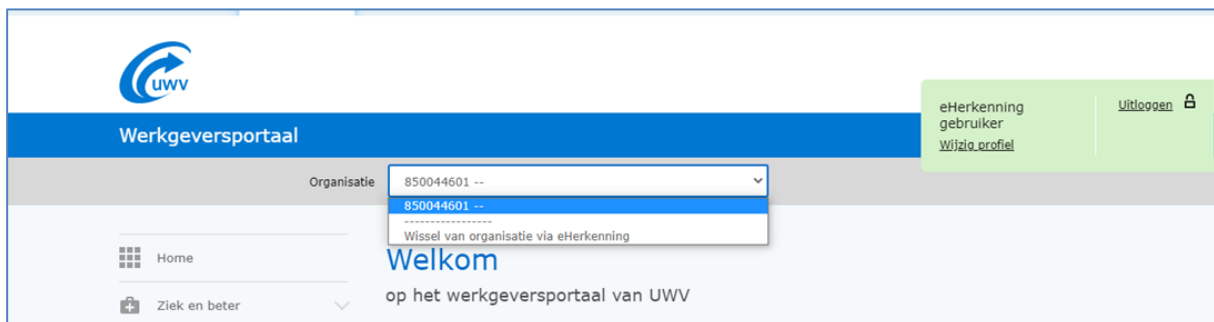 uwv
eHerkenning
gebruiker
Wijzig profiel
Uitloggen
Werkgeversportaal
Organisatie
850044601 --
850044601 --
-----------------
Wissel van organisatie via eHerkenning
Home
Welkom
Ziek en beter
op het werkgeversportaal van UWV